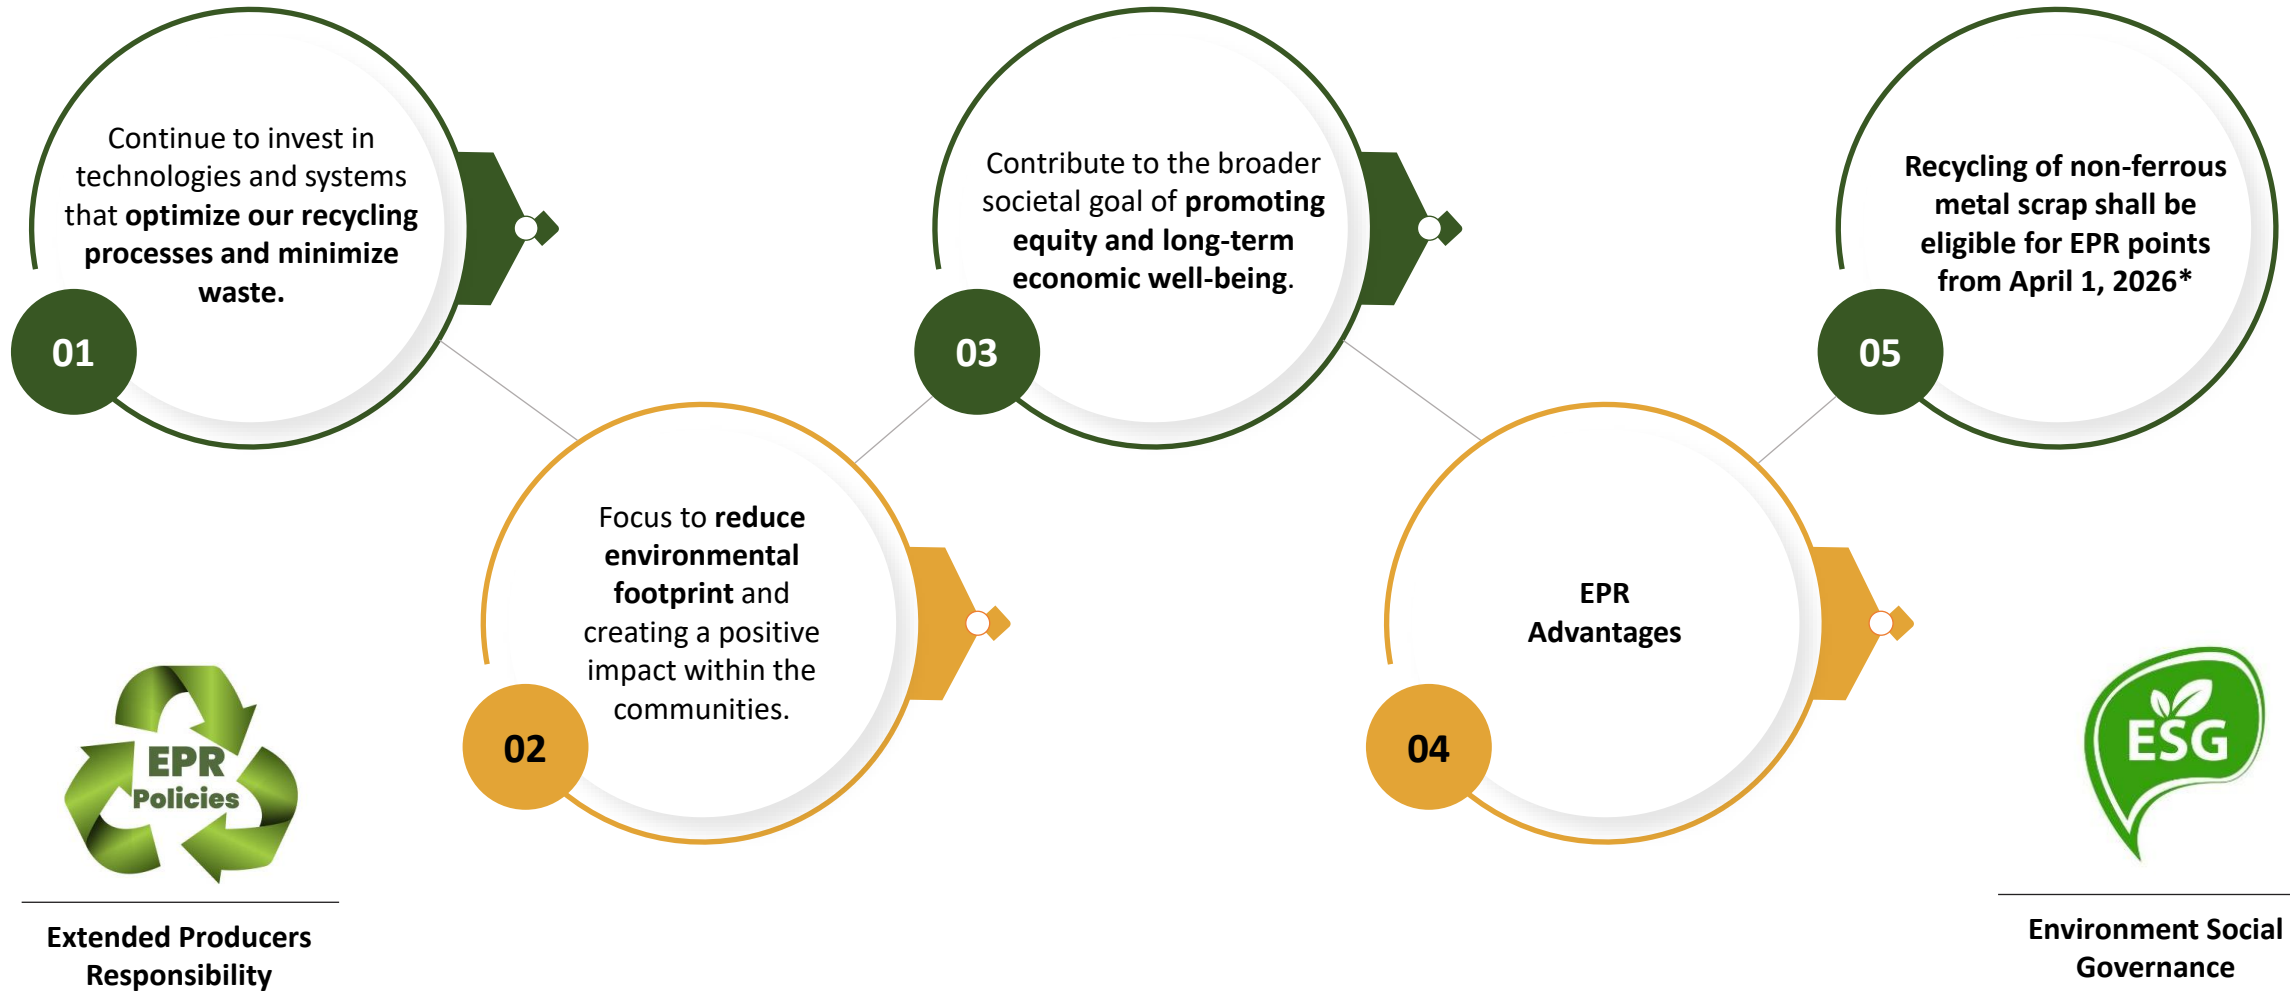 Continue to invest in
technologies and systems
that optimize our recycling
processes and minimize
waste.
01
Focus to reduce
environmental
footprint and
creating a positive
impact within the
communities.
02
Contribute to the broader
societal goal of promoting
equity and long-term
economic well-being.
03
EPR
Advantages
04
Recycling of non-ferrous
metal scrap shall be
eligible for EPR points
from April 1, 2026*
05
EPR
Policies
Extended Producers
Responsibility
ESG
Environment Social
Governance